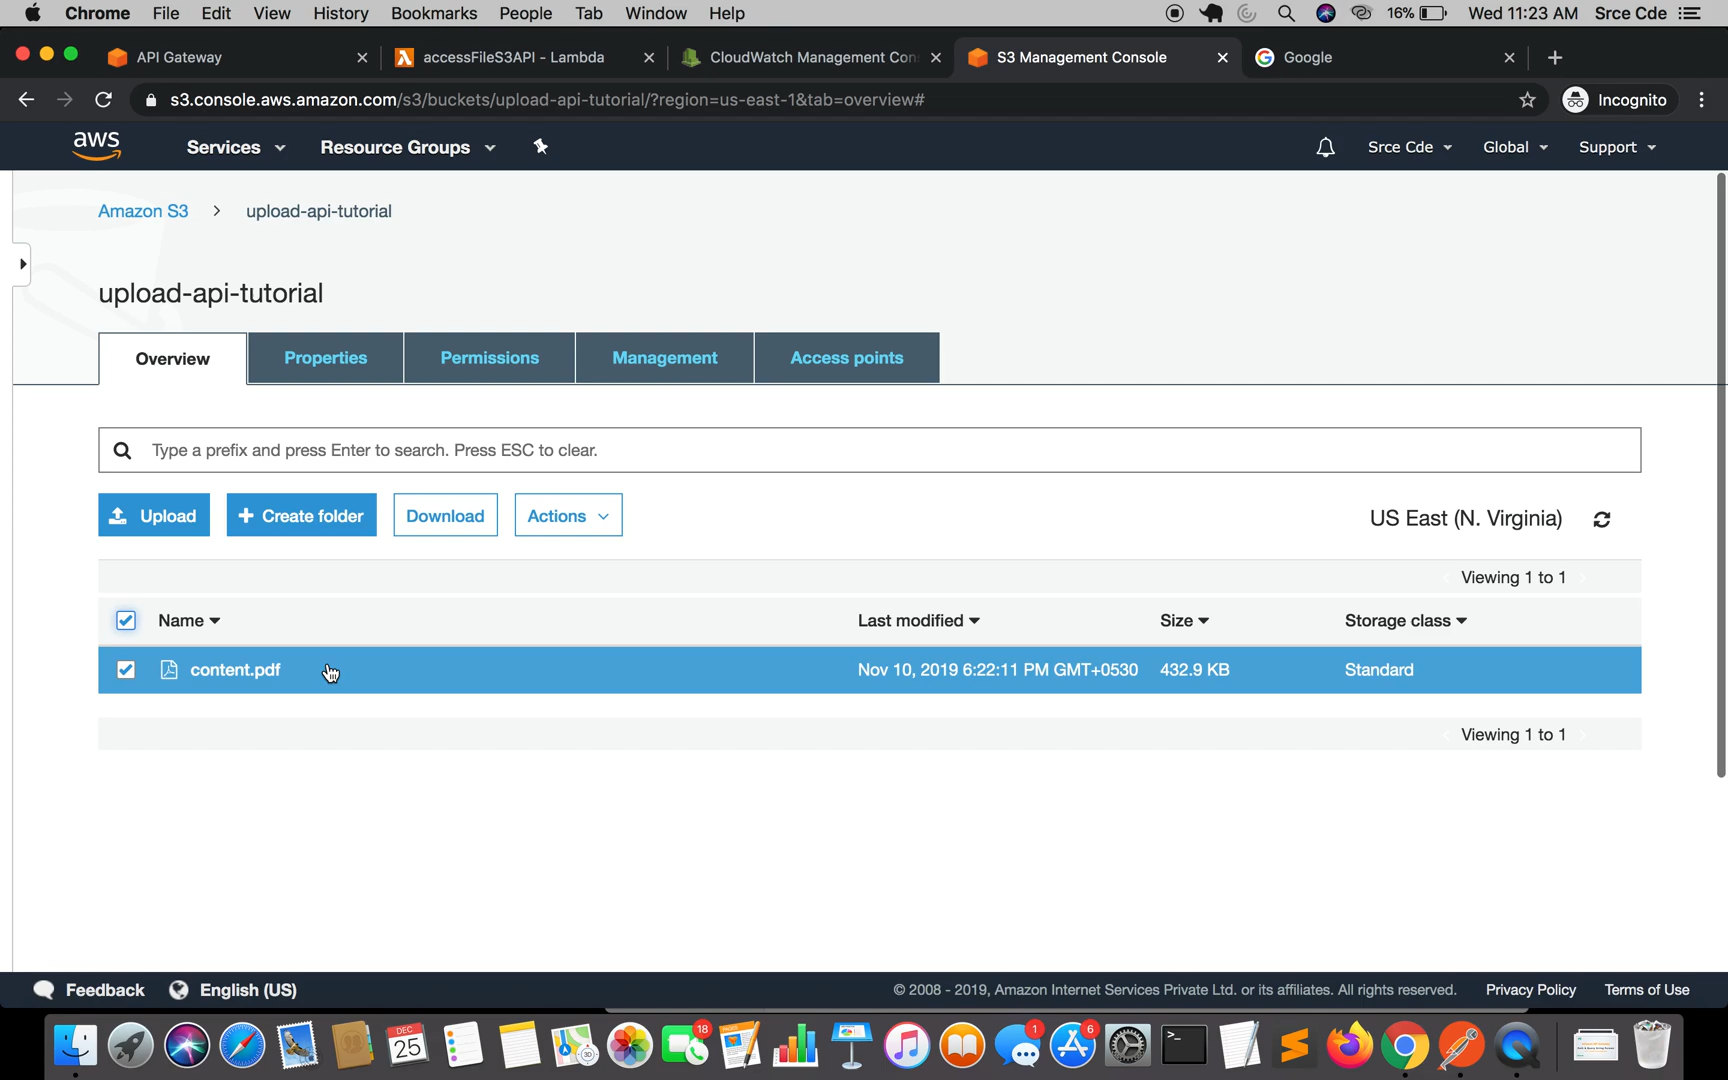 Chrome File Edit View History Bookmarks People Tab Window Help 16% Wed 11:23 AM Srce Cde
API Gateway accessFileS3API - Lambda CloudWatch Management Con S3 Management Console Google
s3.console.aws.amazon.com/s3/buckets/upload-api-tutorial/?region=us-east-1&tab=overview# Incognito
aws Services Resource Groups Srce Cde Global Support
Amazon S3 > upload-api-tutorial
upload-api-tutorial
Overview Properties Permissions Management Access points
Type a prefix and press Enter to search. Press ESC to clear.
Upload + Create folder Download Actions US East (N. Virginia)
Viewing 1 to 1
Name Last modified Size Storage class
content.pdf Nov 10, 2019 6:22:11 PM GMT+0530 432.9 KB Standard
Viewing 1 to 1
Feedback English (US) © 2008 - 2019, Amazon Internet Services Private Ltd. or its affiliates. All rights reserved. Privacy Policy Terms of Use
DEC 25 18 1 6